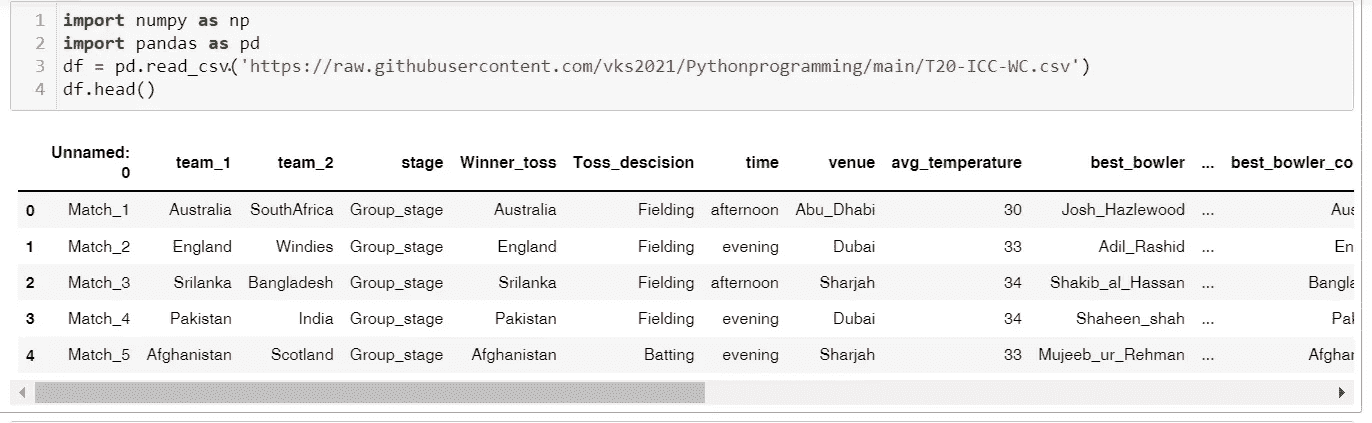 1 import numpy as np
2 import pandas as pd
3 df = pd.read_csv('https://raw.githubusercontent.com/vks2021/Pythonprogramming/main/T20-ICC-WC.csv')
4 df.head()
Unnamed: 0 team_1 team_2 stage Winner_toss Toss_descision time venue avg_temperature best_bowler ... best_bowler_co
0 Match_1 Australia SouthAfrica Group_stage Australia Fielding afternoon Abu_Dhabi 30 Josh_Hazlewood ... Aus
1 Match_2 England Windies Group_stage England Fielding evening Dubai 33 Adil_Rashid ... En
2 Match_3 Srilanka Bangladesh Group_stage Srilanka Fielding afternoon Sharjah 34 Shakib_al_Hassan ... Bangla
3 Match_4 Pakistan India Group_stage Pakistan Fielding evening Dubai 34 Shaheen_shah ... Pak
4 Match_5 Afghanistan Scotland Group_stage Afghanistan Batting evening Sharjah 33 Mujeeb_ur_Rehman ... Afghan